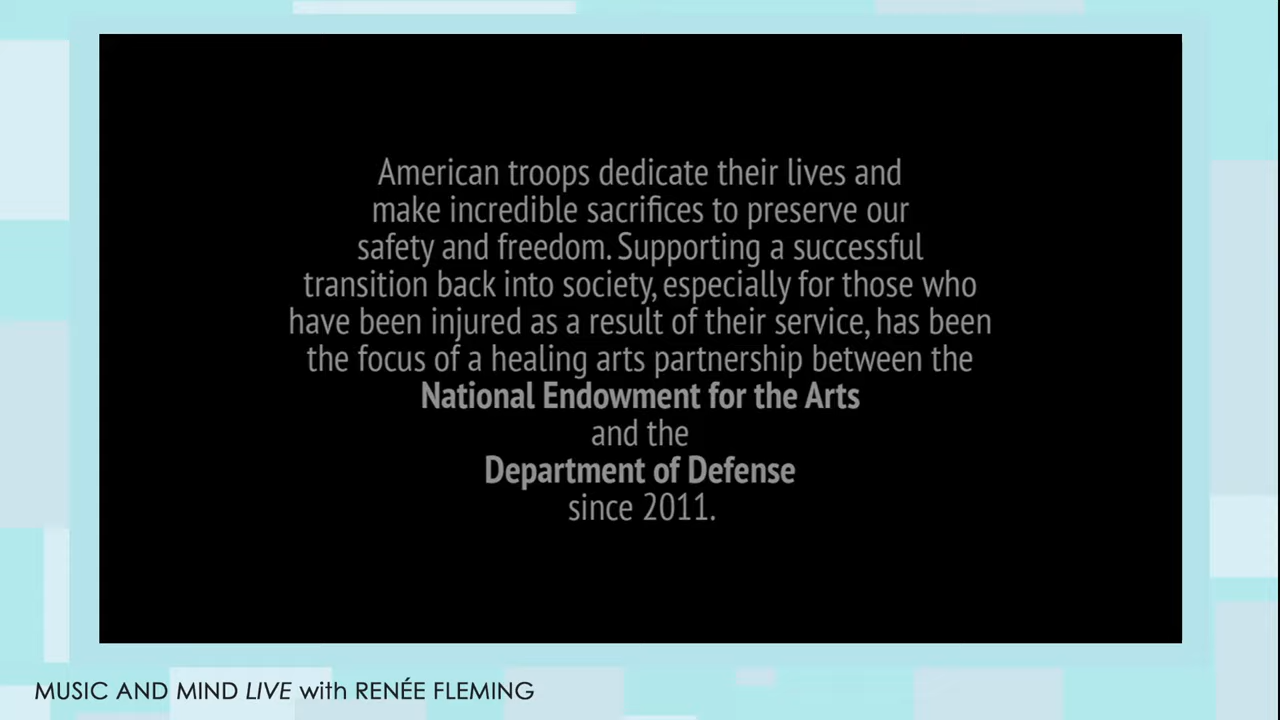 American troops dedicate their lives and
make incredible sacrifices to preserve our
safety and freedom. Supporting a successful
transition back into society, especially for those who
have been injured as a result of their service, has been
the focus of a healing arts partnership between the
National Endowment for the Arts
and the
Department of Defense
since 2011.
MUSIC AND MIND LIVE with RENÉE FLEMING